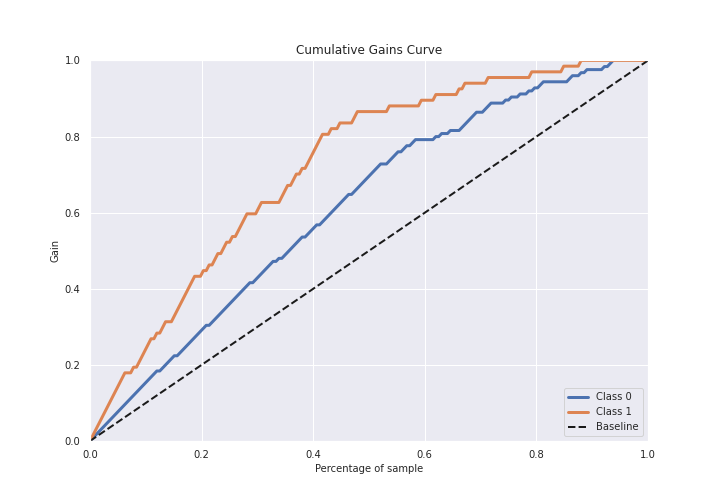 Cumulative Gains Curve
1.0
0.8
0.6
0.4
0.2
0.0
Gain
0.0 0.2 0.4 0.6 0.8 1.0
Percentage of sample
Class 0
Class 1
Baseline